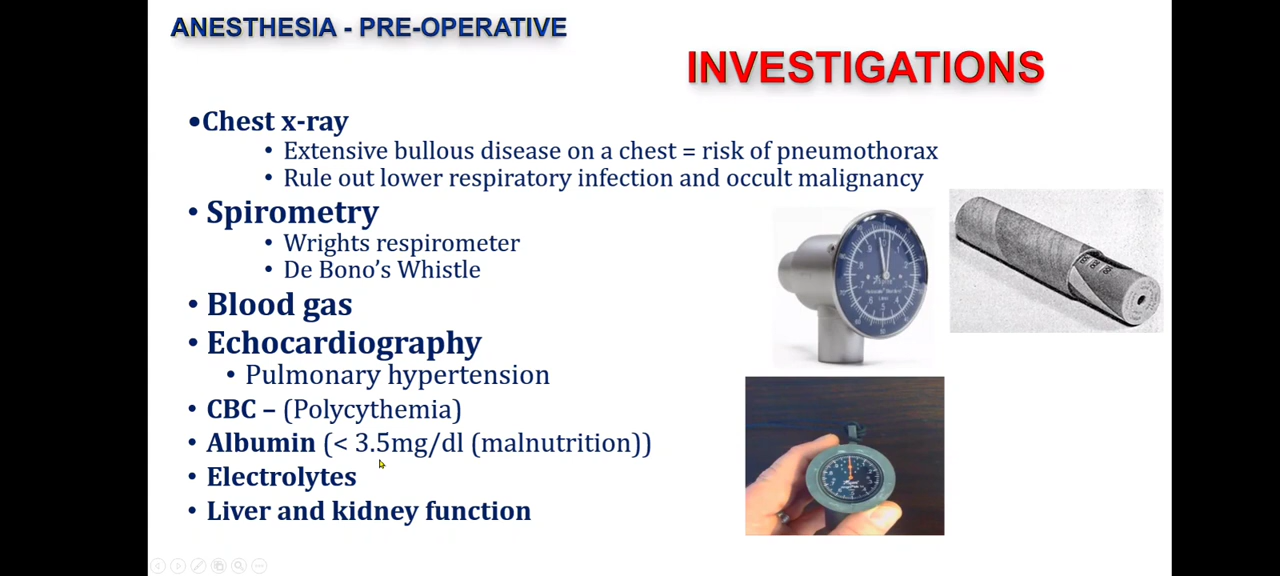 ANESTHESIA - PRE-OPERATIVE
INVESTIGATIONS
•Chest x-ray
• Extensive bullous disease on a chest = risk of pneumothorax
• Rule out lower respiratory infection and occult malignancy
• Spirometry
• Wrights respirometer
• De Bono's Whistle
• Blood gas
• Echocardiography
• Pulmonary hypertension
• CBC – (Polycythemia)
• Albumin (< 3.5mg/dl (malnutrition))
• Electrolytes
• Liver and kidney function